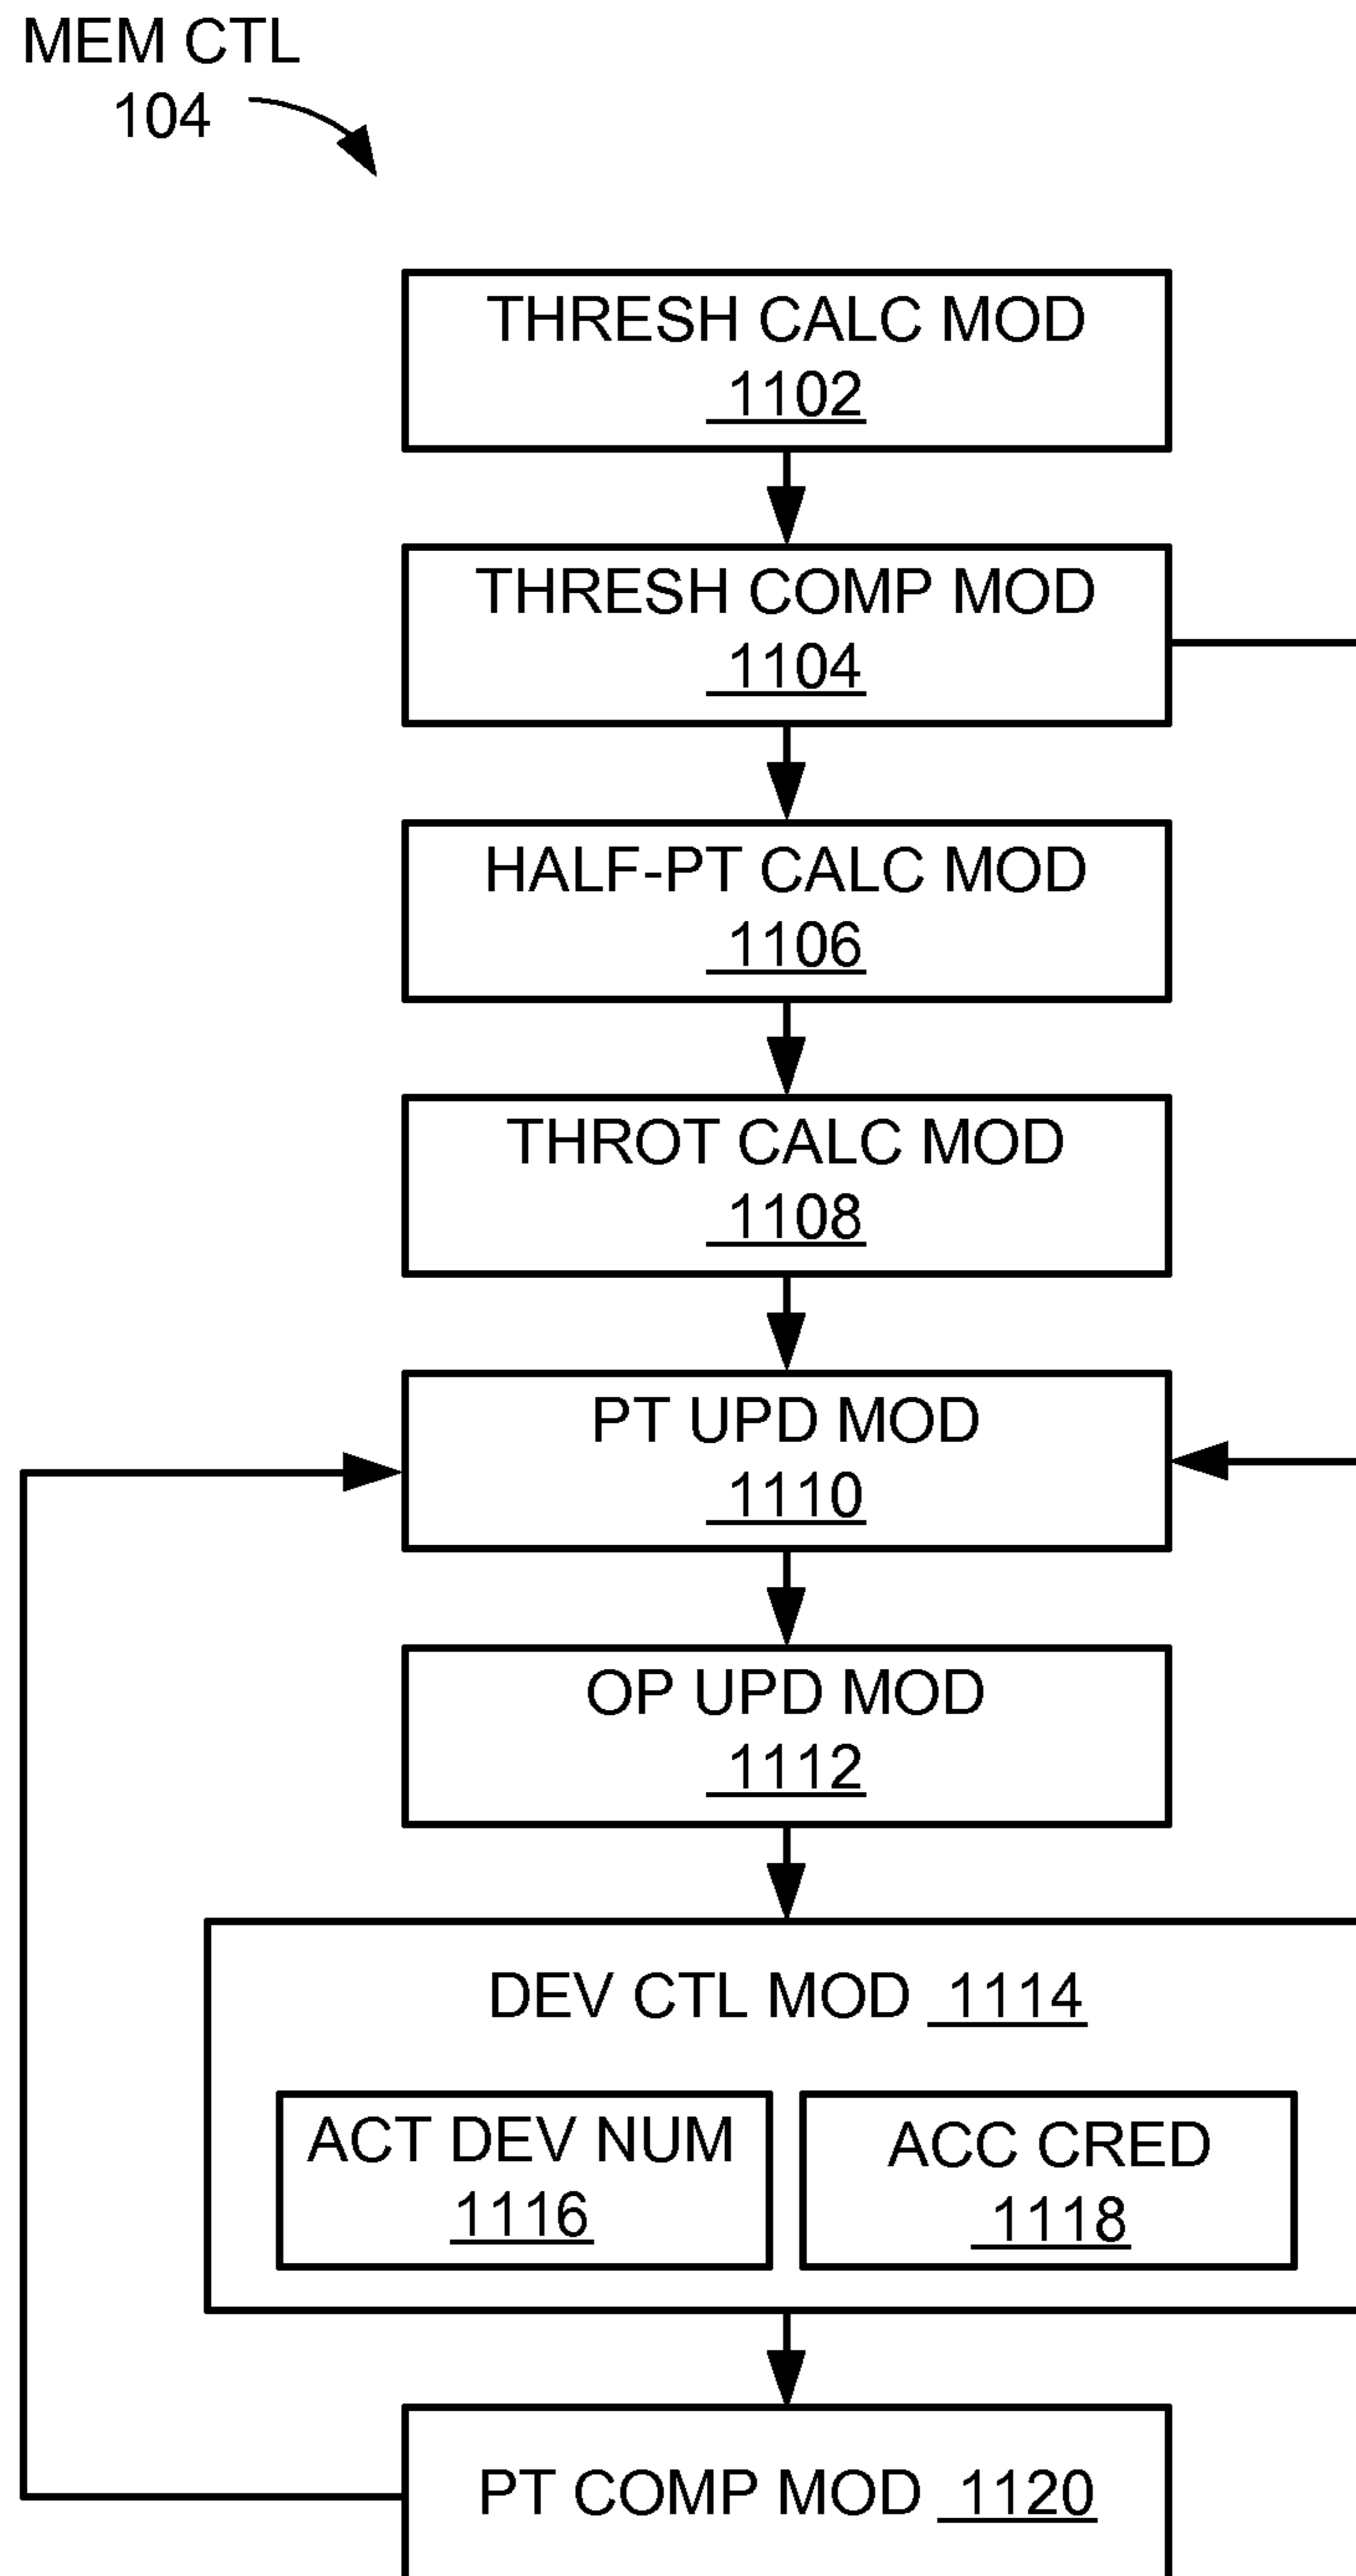 MEM CTL
104
THRESH CALC MOD
1102
THRESH COMP MOD
1104
HALF-PT CALC MOD
1106
THROT CALC MOD
1108
PT UPD MOD
1110
OP UPD MOD
1112
DEV CTL MOD 1114
ACT DEV NUM
1116
ACC CRED
1118
PT COMP MOD 1120